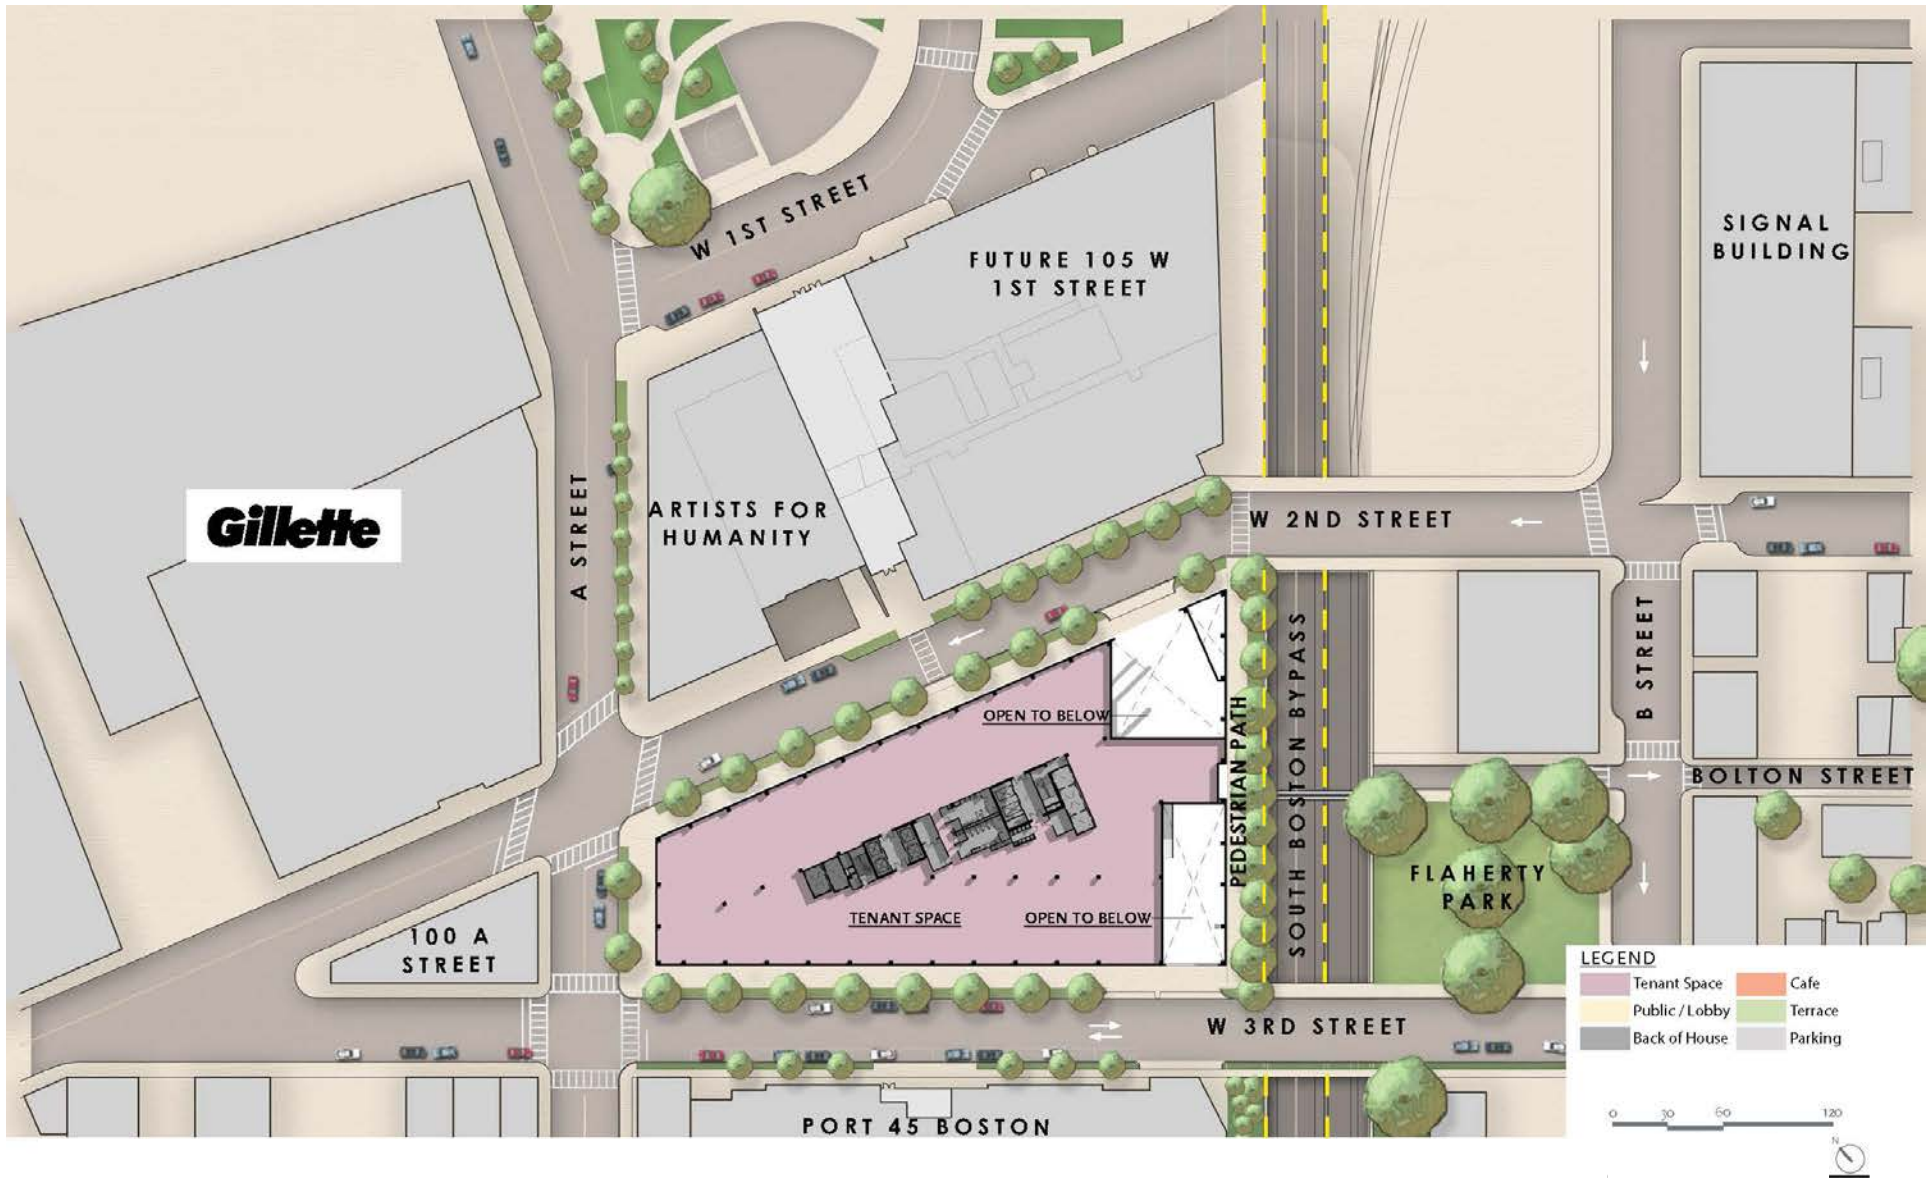 W 1ST STREET
FUTURE 105 W
1ST STREET
SIGNAL
BUILDING
Gillette
A STREET
ARTISTS FOR
HUMANITY
W 2ND STREET
B STREET
OPEN TO BELOW
PEDESTRIAN PATH
SOUTH BOSTON BYPASS
BOLTON STREET
TENANT SPACE
OPEN TO BELOW
FLAHERTY
PARK
100 A
STREET
W 3RD STREET
PORT 45 BOSTON
LEGEND
Tenant Space
Cafe
Public / Lobby
Terrace
Back of House
Parking
0 30 60 120
N